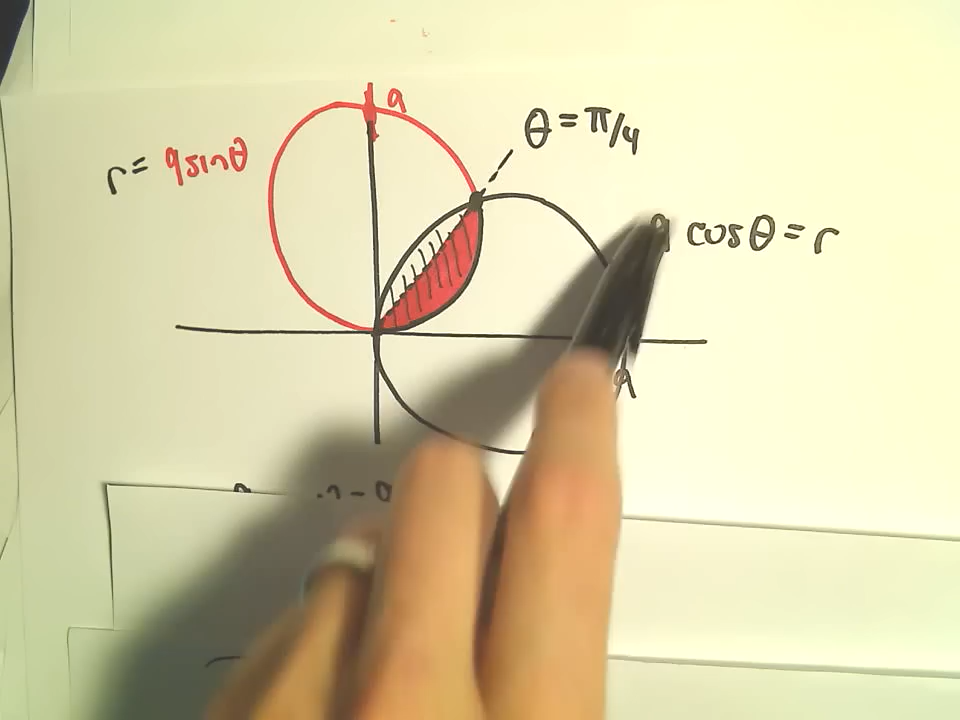 a
θ = π/4
r = a sin θ
a cos θ = r
a